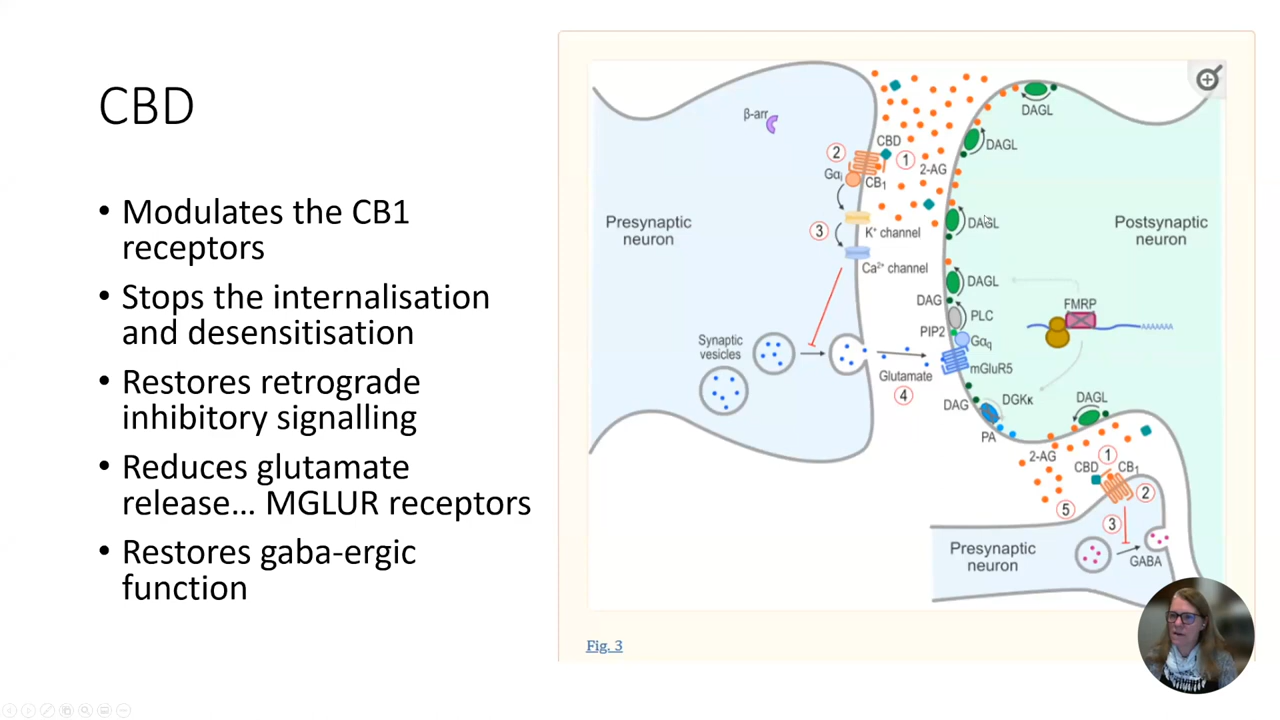 CBD
• Modulates the CB1
receptors
• Stops the internalisation
and desensitisation
• Restores retrograde
inhibitory signalling
• Reduces glutamate
release... MGLUR receptors
• Restores gaba-ergic
function
β-arr
DAGL
DAGL
CBD
②
①
2-AG
Gαi
CB1
Presynaptic
neuron
③
K⁺ channel
DAGL
Postsynaptic
neuron
Ca²⁺ channel
DAGL
DAG
FMRP
PLC
PIP2
Gαq
AAAAAAA
Synaptic
vesicles
mGluR5
Glutamate
④
DAG
DGKκ
DAGL
PA
2-AG
①
CBD
CB1
②
⑤
③
Presynaptic
neuron
GABA
Fig. 3